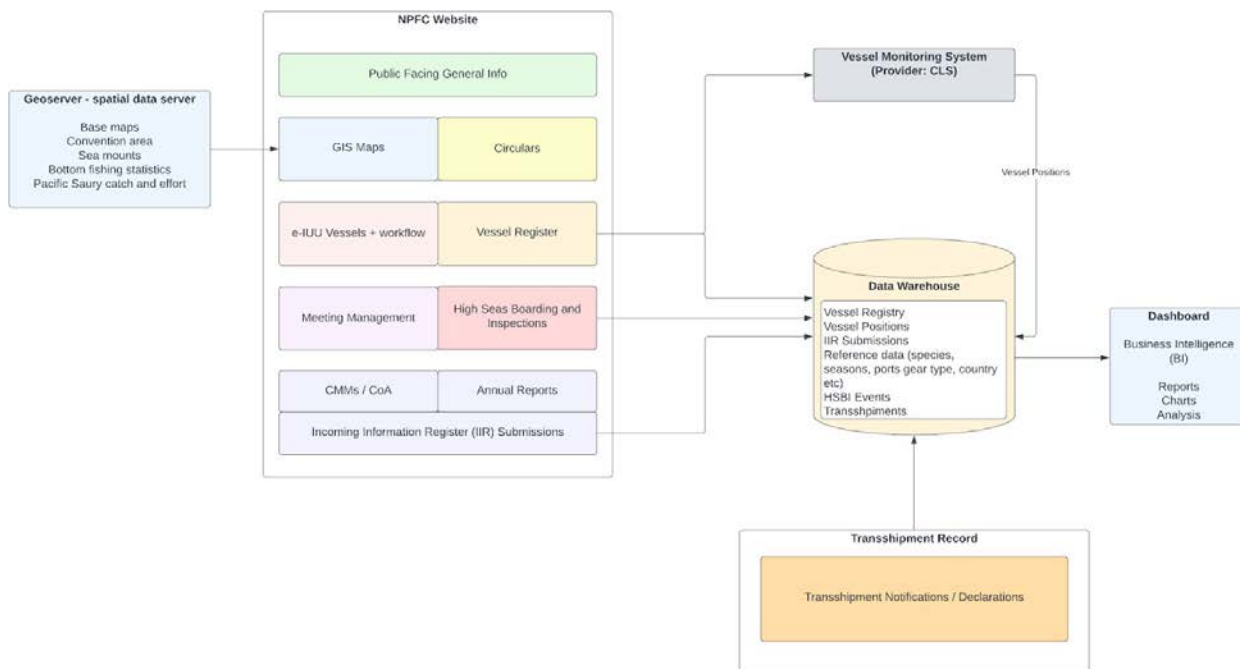 NPFC Website
Public Facing General Info
Geoserver - spatial data server
Base maps
Convention area
Sea mounts
Bottom fishing statistics
Pacific Saury catch and effort
GIS Maps
Circulars
e-IUU Vessels + workflow
Vessel Register
Meeting Management
High Seas Boarding and
Inspections
CMMs / CoA
Annual Reports
Incoming Information Register (IIR) Submissions
Vessel Monitoring System
(Provider: CLS)
Vessel Positions
Data Warehouse
Vessel Registry
Vessel Positions
IIR Submissions
Reference data (species,
seasons, ports gear type, country
etc)
HSBI Events
Transshpiments
Dashboard
Business Intelligence
(BI)
Reports
Charts
Analysis
Transshipment Record
Transshipment Notifications / Declarations